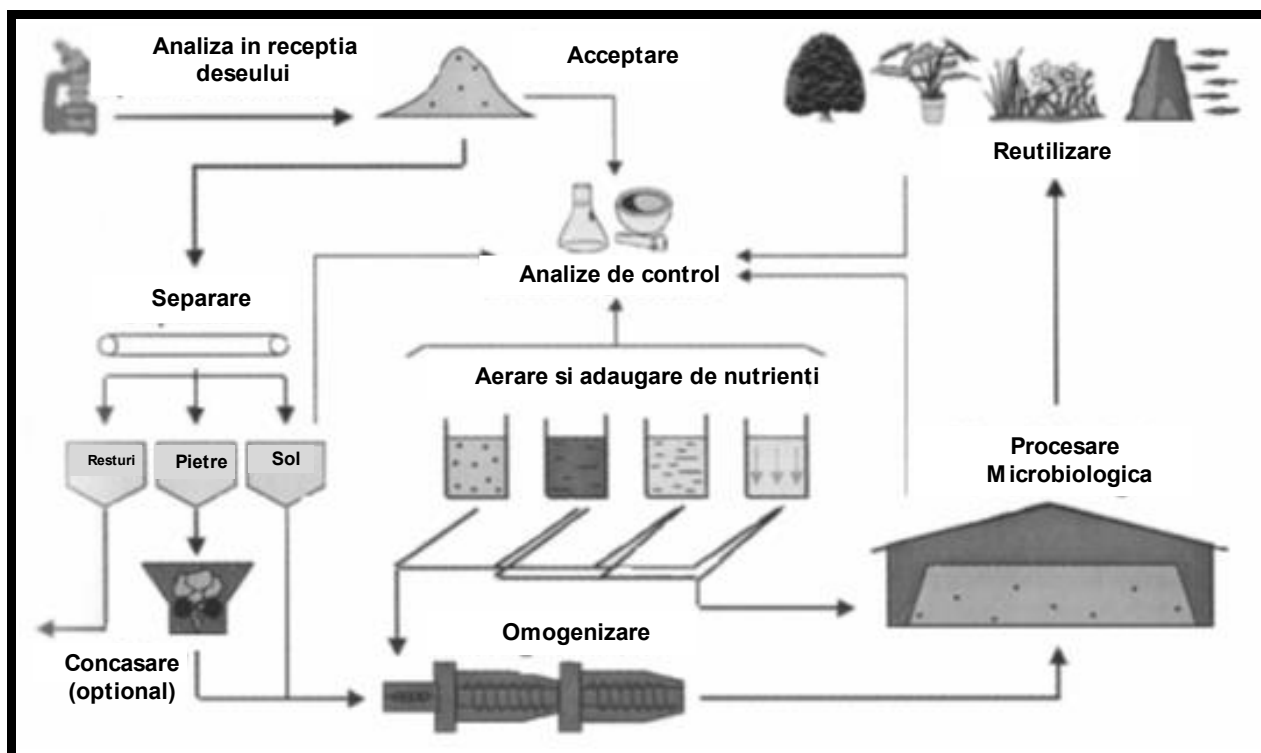 Analiza in receptia
deseului
Acceptare
Reutilizare
Analize de control
Separare
Aerare si adaugare de nutrienti
Resturi
Pietre
Sol
Procesare
Microbiologica
Omogenizare
Concasare
(optional)